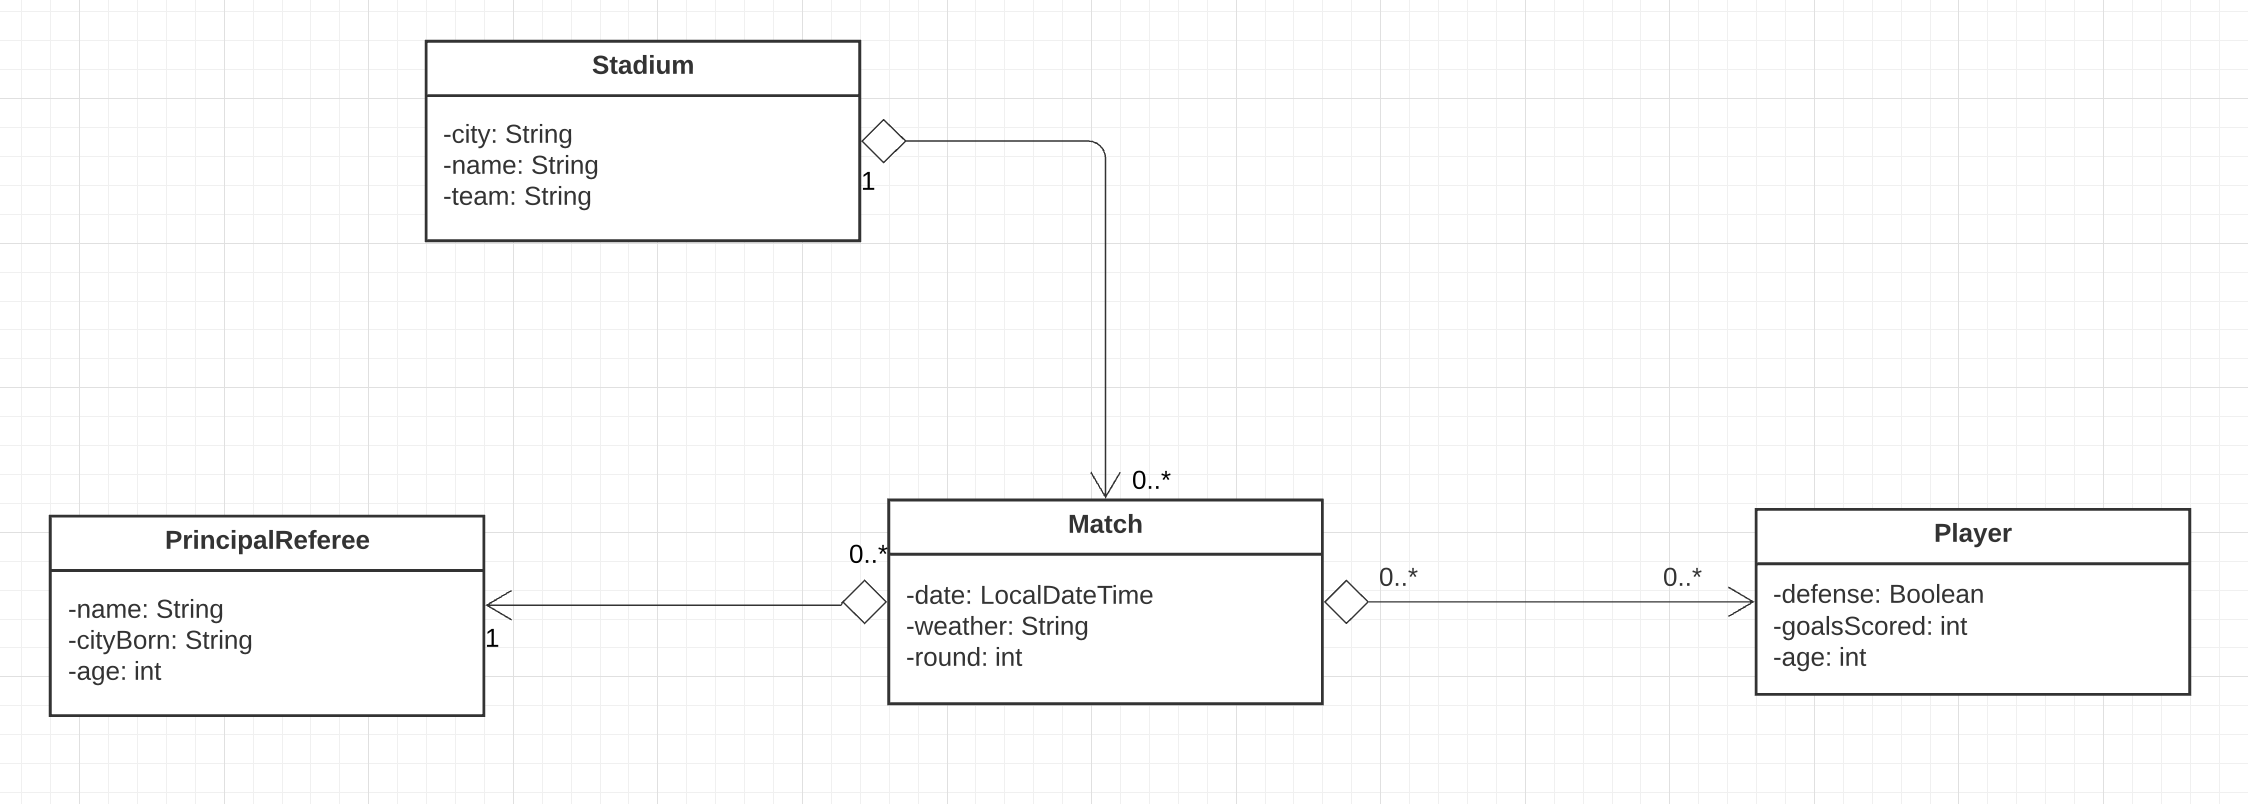 Stadium
-city: String
-name: String
-team: String
1
0..*
PrincipalReferee
-name: String
-cityBorn: String
-age: int
1
0..*
Match
-date: LocalDateTime
-weather: String
-round: int
0..*
0..*
Player
-defense: Boolean
-goalsScored: int
-age: int